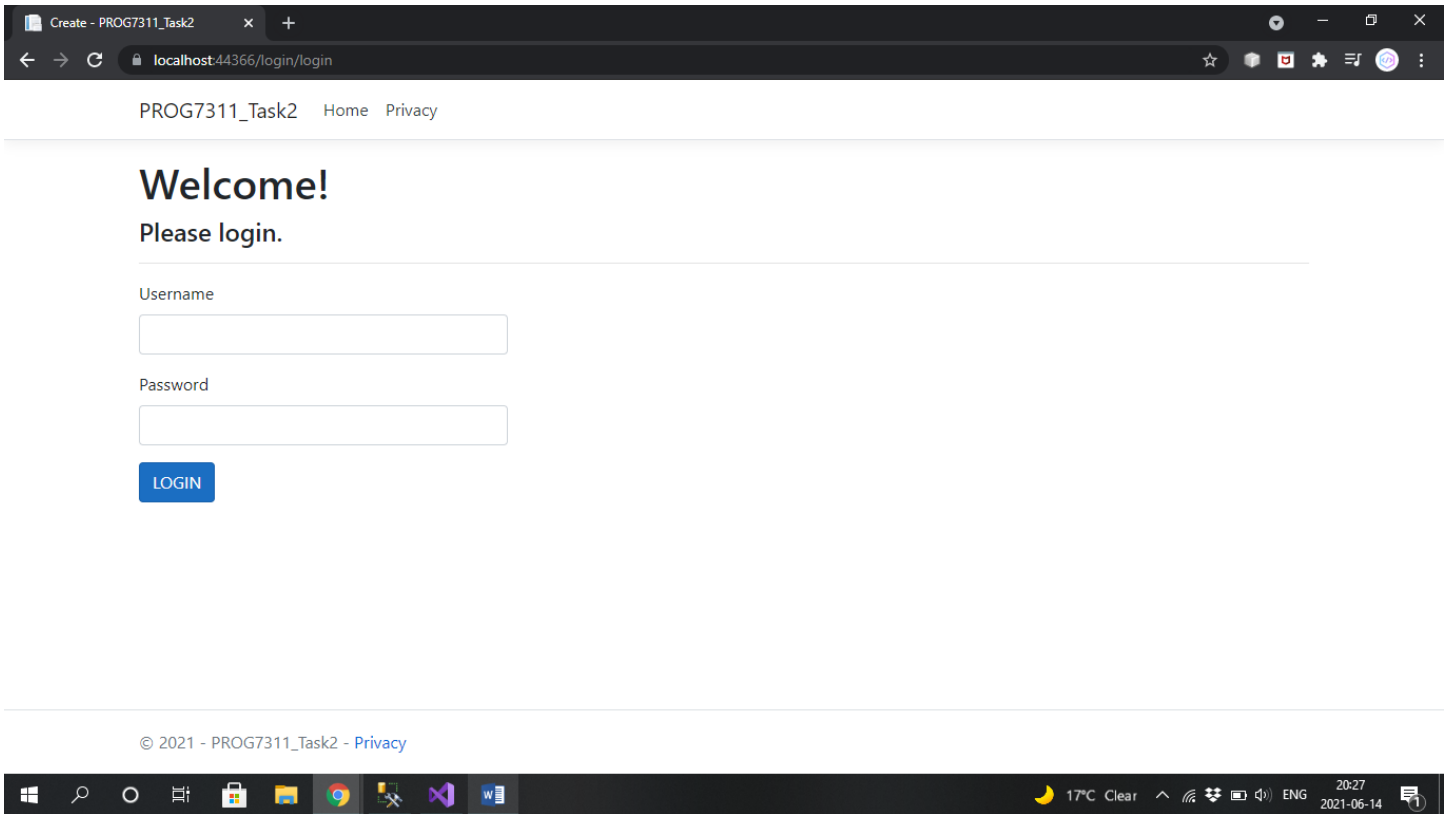 Create - PROG7311_Task2
localhost:44366/login/login
PROG7311_Task2 Home Privacy
Welcome!
Please login.
Username
Password
LOGIN
© 2021 - PROG7311_Task2 - Privacy
17°C Clear ENG 20:27
2021-06-14
1